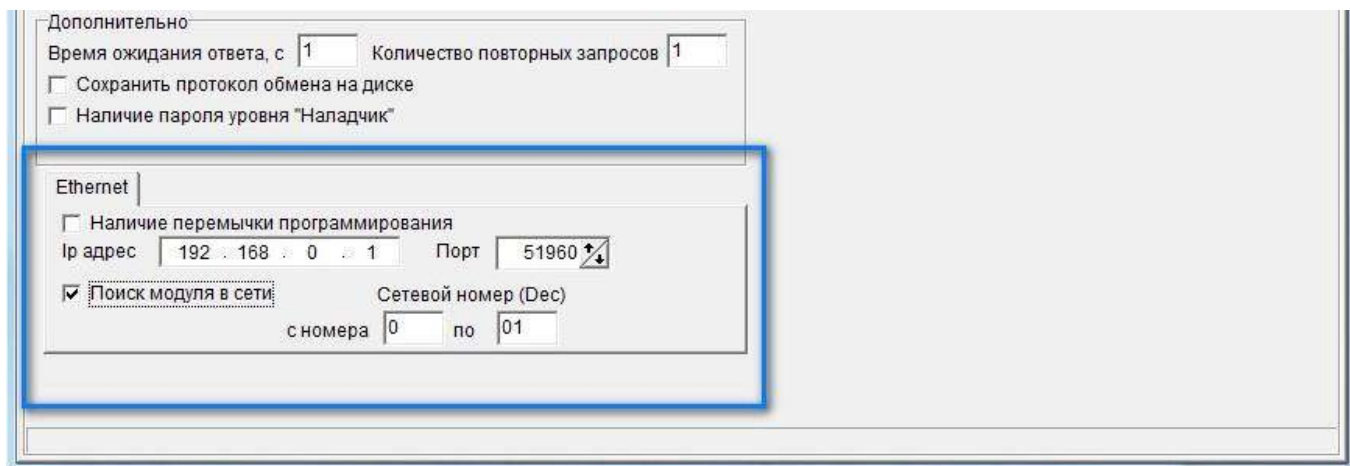 Дополнительно
Время ожидания ответа, с 1 Количество повторных запросов 1
Сохранить протокол обмена на диске
Наличие пароля уровня "Наладчик"
Ethernet
Наличие перемычки программирования
Ip адрес 192 . 168 . 0 . 1 Порт 51960
Поиск модуля в сети Сетевой номер (Dec)
с номера 0 по 01